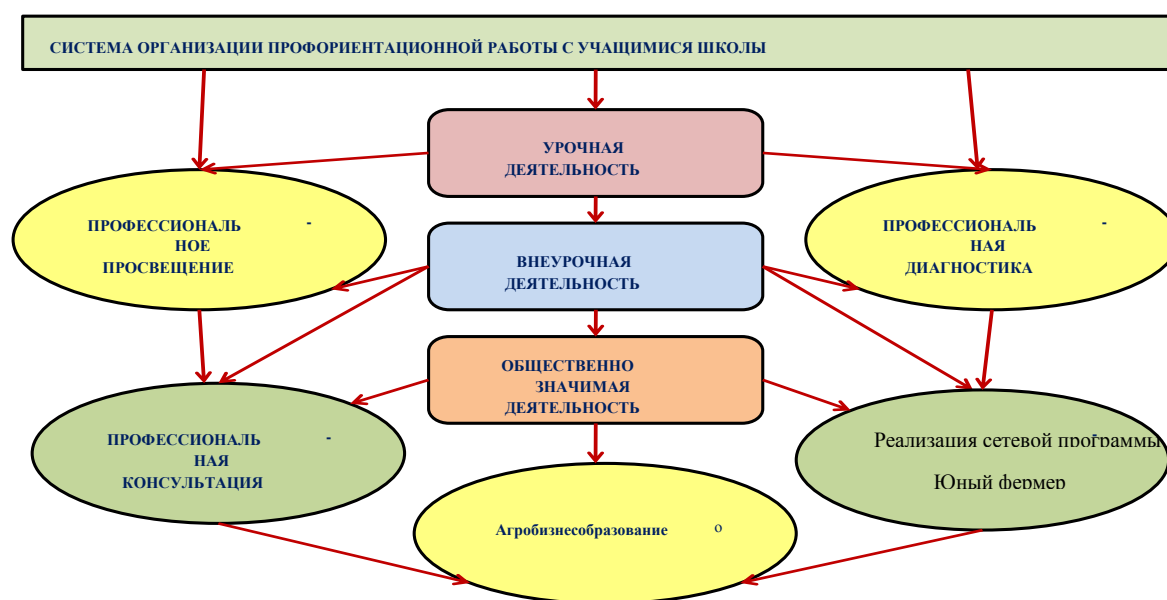 СИСТЕМА ОРГАНИЗАЦИИ ПРОФОРИЕНТАЦИОННОЙ РАБОТЫ С УЧАЩИМИСЯ ШКОЛЫ
УРОЧНАЯ
ДЕЯТЕЛЬНОСТЬ
ПРОФЕССИОНАЛЬ -
НОЕ
ПРОСВЕЩЕНИЕ
ВНЕУРОЧНАЯ
ДЕЯТЕЛЬНОСТЬ
ПРОФЕССИОНАЛЬ -
НАЯ
ДИАГНОСТИКА
ОБЩЕСТВЕННО
ЗНАЧИМАЯ
ДЕЯТЕЛЬНОСТЬ
ПРОФЕССИОНАЛЬ -
НАЯ
КОНСУЛЬТАЦИЯ
Реализация сетевой программы
Юный фермер
Агробизнесобразование о